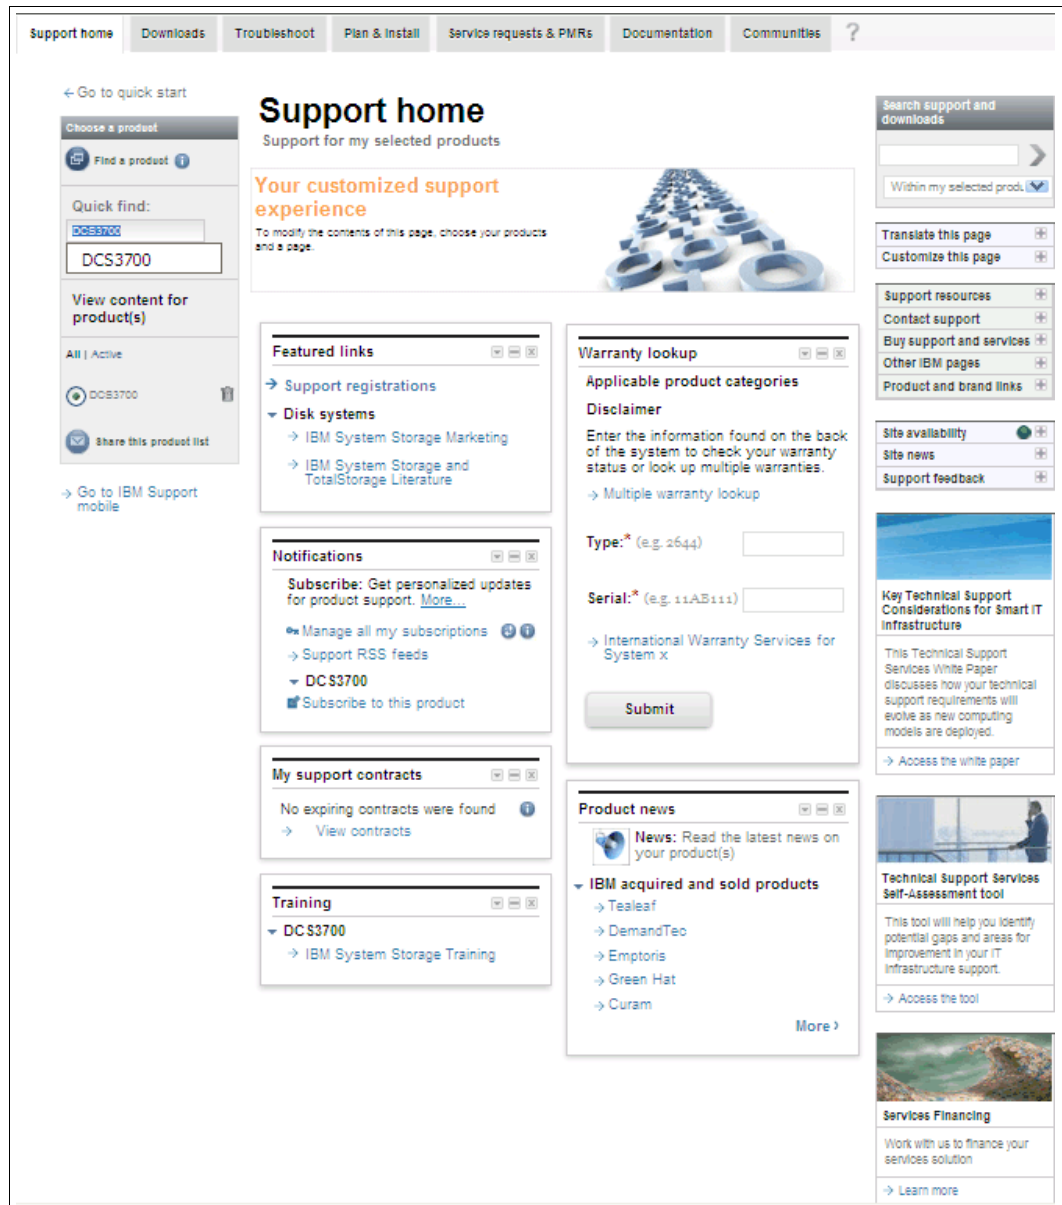 Support home
Downloads
Troubleshoot
Plan & Install
Service requests & PMRs
Documentation
Communities
?
Go to quick start
Choose a product
Find a product
Quick find:
DCS3700
DCS3700
View content for
product(s)
All | Active
DCS3700
Share this product list
Go to IBM Support
mobile
Support home
Support for my selected products
Your customized support
experience
To modify the contents of this page, choose your products
and a page.
Featured links
Support registrations
Disk systems
IBM System Storage Marketing
IBM System Storage and
TotalStorage Literature
Notifications
Subscribe: Get personalized updates
for product support. More...
Manage all my subscriptions
Support RSS feeds
DCS3700
Subscribe to this product
My support contracts
No expiring contracts were found
View contracts
Training
DCS3700
IBM System Storage Training
Warranty lookup
Applicable product categories
Disclaimer
Enter the information found on the back
of the system to check your warranty
status or look up multiple warranties.
Multiple warranty lookup
Type:* (e.g. 2644)
Serial:* (e.g. 11AB111)
International Warranty Services for
System x
Submit
Product news
News: Read the latest news on
your product(s)
IBM acquired and sold products
Tealeaf
DemandTec
Emptoris
Green Hat
Curam
More
Search support and
downloads
Within my selected produ
Translate this page
Customize this page
Support resources
Contact support
Buy support and services
Other IBM pages
Product and brand links
Site availability
Site news
Support feedback
Key Technical Support
Considerations for Smart IT
Infrastructure
This Technical Support
Services White Paper
discusses how your technical
support requirements will
evolve as new computing
models are deployed.
Access the white paper
Technical Support Services
Self-Assessment tool
This tool will help you identify
potential gaps and areas for
improvement in your IT
infrastructure support.
Access the tool
Services Financing
Work with us to finance your
services solution
Learn more